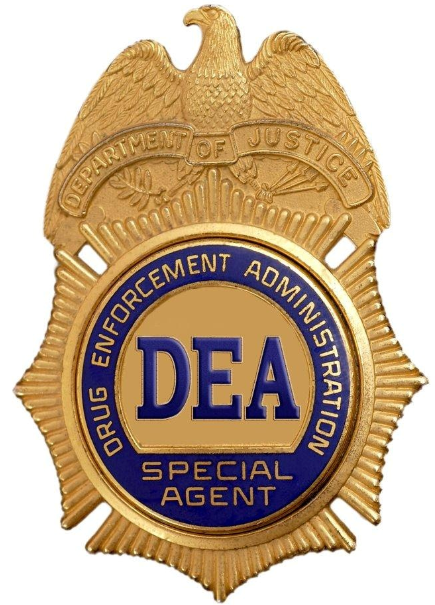 DEPARTMENT OF JUSTICE
DRUG ENFORCEMENT ADMINISTRATION
DEA
SPECIAL
AGENT